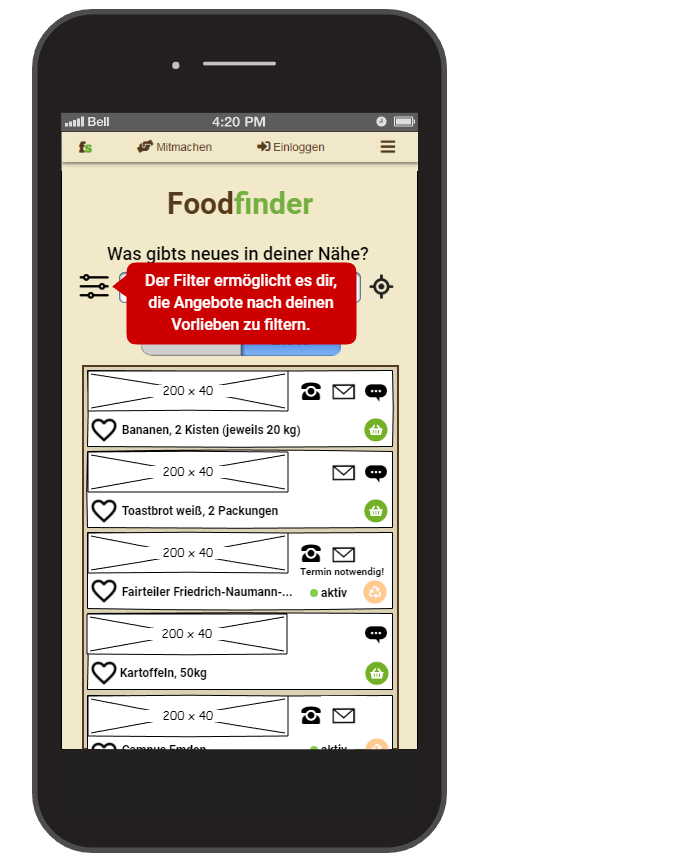 Bell
4:20 PM
fs
Mitmachen
Einloggen
Foodfinder
Was gibts neues in deiner Nähe?
Der Filter ermöglicht es dir,
die Angebote nach deinen
Vorlieben zu filtern.
200 x 40
Bananen, 2 Kisten (jeweils 20 kg)
200 x 40
Toastbrot weiß, 2 Packungen
200 x 40
Termin notwendig!
Fairteiler Friedrich-Naumann-...
aktiv
200 x 40
Kartoffeln, 50kg
200 x 40
Campus Emden
aktiv